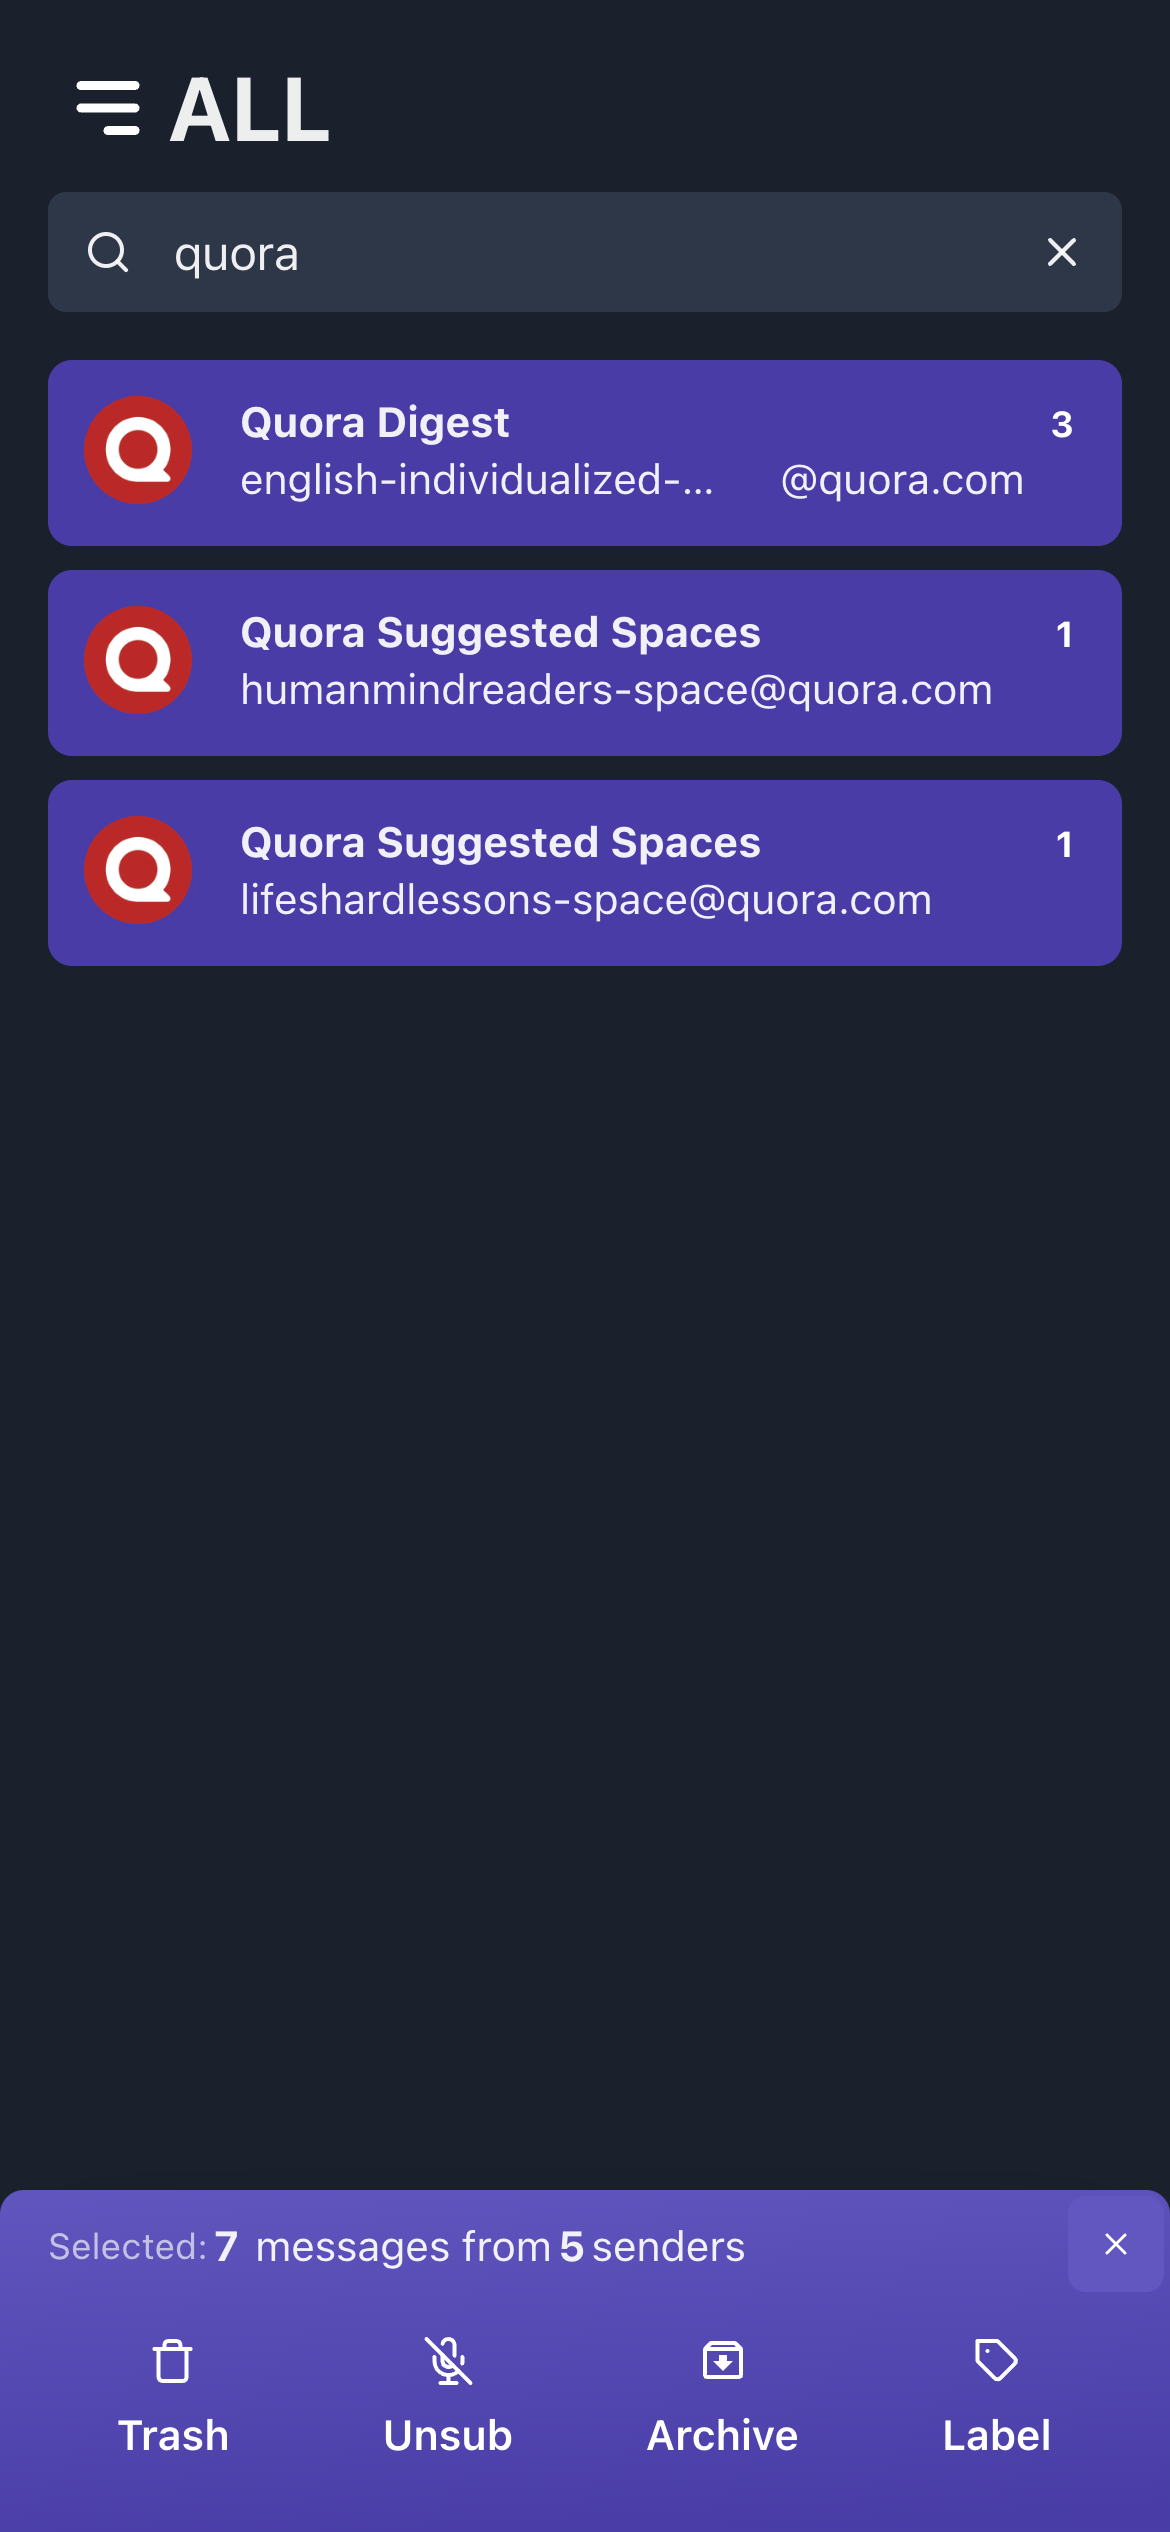 ALL
quora
Quora Digest 3
english-individualized-... @quora.com
Quora Suggested Spaces 1
humanmindreaders-space@quora.com
Quora Suggested Spaces 1
lifeshardlessons-space@quora.com
Selected: 7 messages from 5 senders
Trash Unsub Archive Label